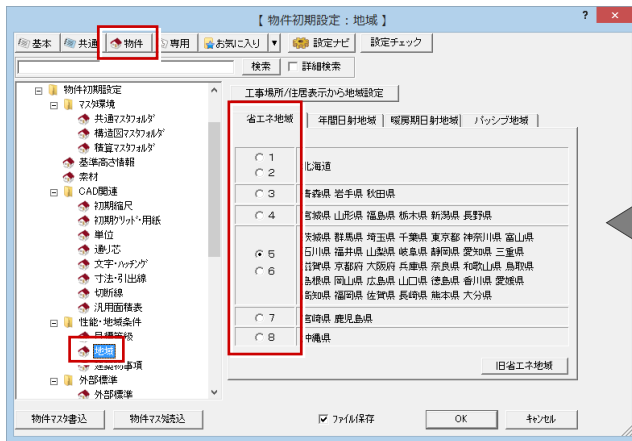 【 物件初期設定：地域 】
? ×
基本 共通 物件 専用 お気に入り ▼ 設定ナビ 設定チェック
検索 詳細検索
物件初期設定
マスタ環境
共通マスタフォルダ
構造図マスタフォルダ
積算マスタフォルダ
基準高さ情報
素材
CAD関連
初期縮尺
初期グリッド・用紙
単位
通り芯
文字・ハッチング
寸法・引出線
切断線
汎用面積表
性能・地域条件
目標等級
地域
建築物事項
外部標準
外部標準
工事場所/住居表示から地域設定
省エネ地域 年間日射地域 暖房期日射地域 パッシブ地域
1
2
北海道
3 青森県 岩手県 秋田県
4 宮城県 山形県 福島県 栃木県 新潟県 長野県
5
6
茨城県 群馬県 埼玉県 千葉県 東京都 神奈川県 富山県
石川県 福井県 山梨県 岐阜県 静岡県 愛知県 三重県
滋賀県 京都府 大阪府 兵庫県 奈良県 和歌山県 鳥取県
島根県 岡山県 広島県 山口県 徳島県 香川県 愛媛県
高知県 福岡県 佐賀県 長崎県 熊本県 大分県
7 宮崎県 鹿児島県
8 沖縄県
旧省エネ地域
物件マスタ書込 物件マスタ読込 ファイル保存 OK キャンセル